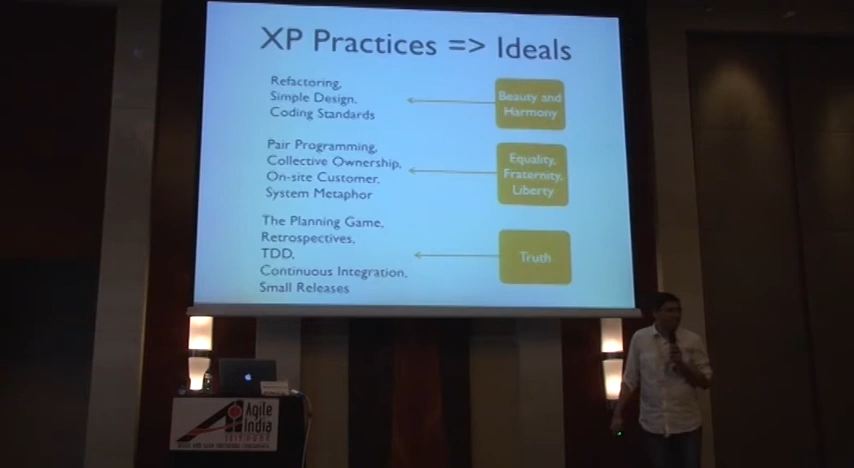 XP Practices => Ideals
Refactoring,
Simple Design,
Coding Standards
Beauty and
Harmony
Pair Programming,
Collective Ownership,
On-site Customer,
System Metaphor
Equality,
Fraternity,
Liberty
The Planning Game,
Retrospectives,
TDD,
Continuous Integration,
Small Releases
Truth
Agile
India